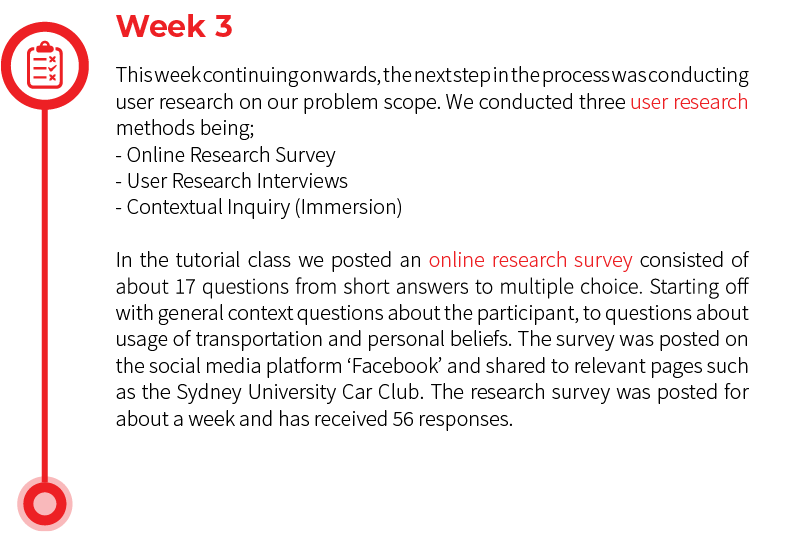 Week 3
This week continuing onwards, the next step in the process was conducting
user research on our problem scope. We conducted three user research
methods being;
- Online Research Survey
- User Research Interviews
- Contextual Inquiry (Immersion)
In the tutorial class we posted an online research survey consisted of
about 17 questions from short answers to multiple choice. Starting off
with general context questions about the participant, to questions about
usage of transportation and personal beliefs. The survey was posted on
the social media platform ‘Facebook’ and shared to relevant pages such
as the Sydney University Car Club. The research survey was posted for
about a week and has received 56 responses.